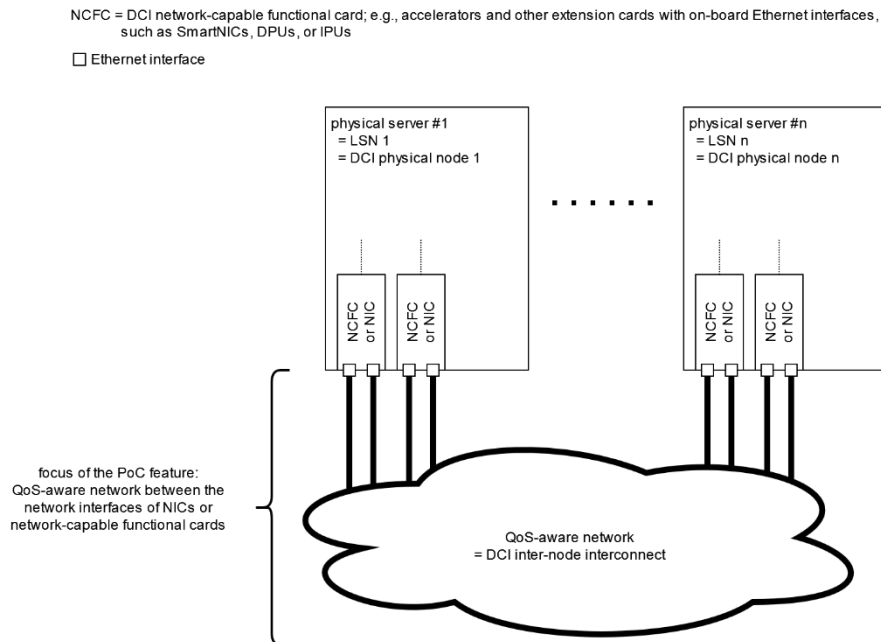 NCFC = DCI network-capable functional card; e.g., accelerators and other extension cards with on-board Ethernet interfaces,
such as SmartNICs, DPUs, or IPUs
Ethernet interface
physical server #1
= LSN 1
= DCI physical node 1
physical server #n
= LSN n
= DCI physical node n
. . . . . .
NCFC
or NIC
NCFC
or NIC
NCFC
or NIC
NCFC
or NIC
focus of the PoC feature:
QoS-aware network between the
network interfaces of NICs or
network-capable functional cards
QoS-aware network
= DCI inter-node interconnect